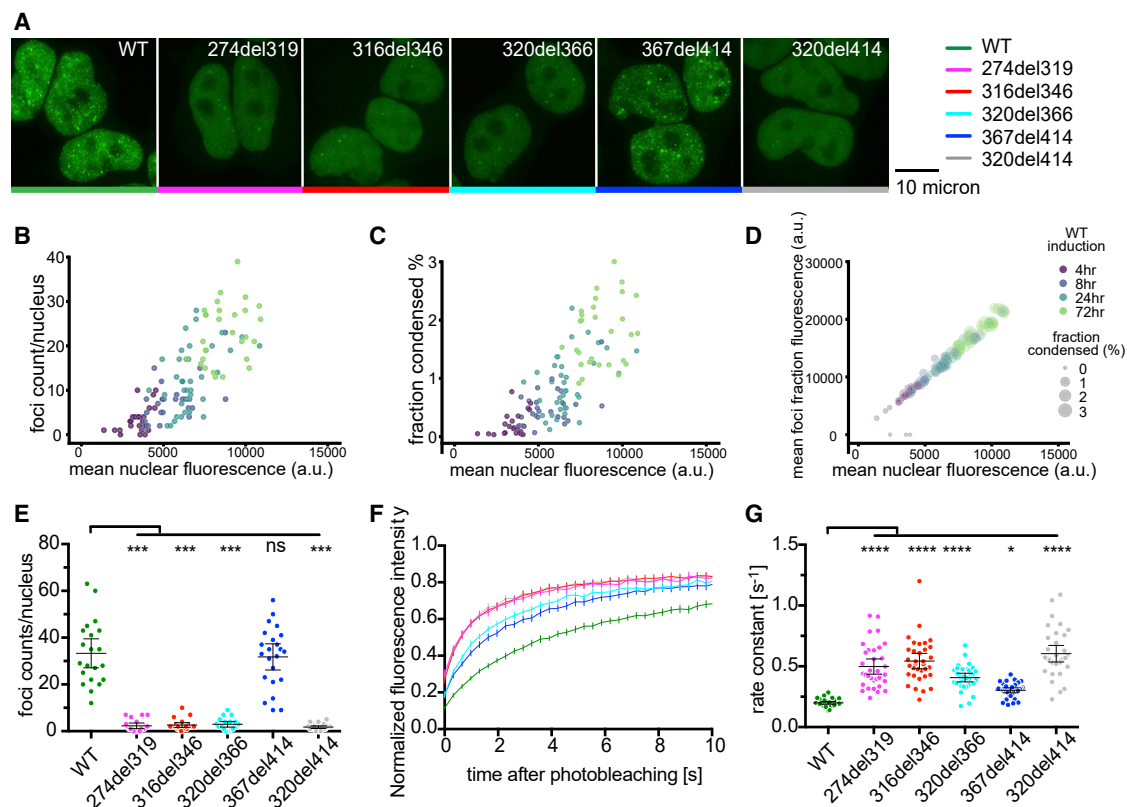 A
WT
274del319
316del346
320del366
367del414
320del414
WT
274del319
316del346
320del366
367del414
320del414
10 micron
B
foci count/nucleus
40
30
20
10
0
0
5000
10000
15000
mean nuclear fluorescence (a.u.)
C
fraction condensed %
3
2
1
0
0
5000
10000
15000
mean nuclear fluorescence (a.u.)
D
mean foci fraction fluorescence (a.u.)
30000
20000
10000
0
0
5000
10000
15000
mean nuclear fluorescence (a.u.)
WT
induction
4hr
8hr
24hr
72hr
fraction
condensed (%)
0
1
2
3
E
foci counts/nucleus
80
60
40
20
0
***
***
***
ns
***
WT
274del319
316del346
320del366
367del414
320del414
F
Normalized fluorescence intensity
1.0
0.8
0.6
0.4
0.2
0.0
0
2
4
6
8
10
time after photobleaching [s]
G
rate constant [s⁻¹]
1.5
1.0
0.5
0.0
****
****
****
*
****
WT
274del319
316del346
320del366
367del414
320del414